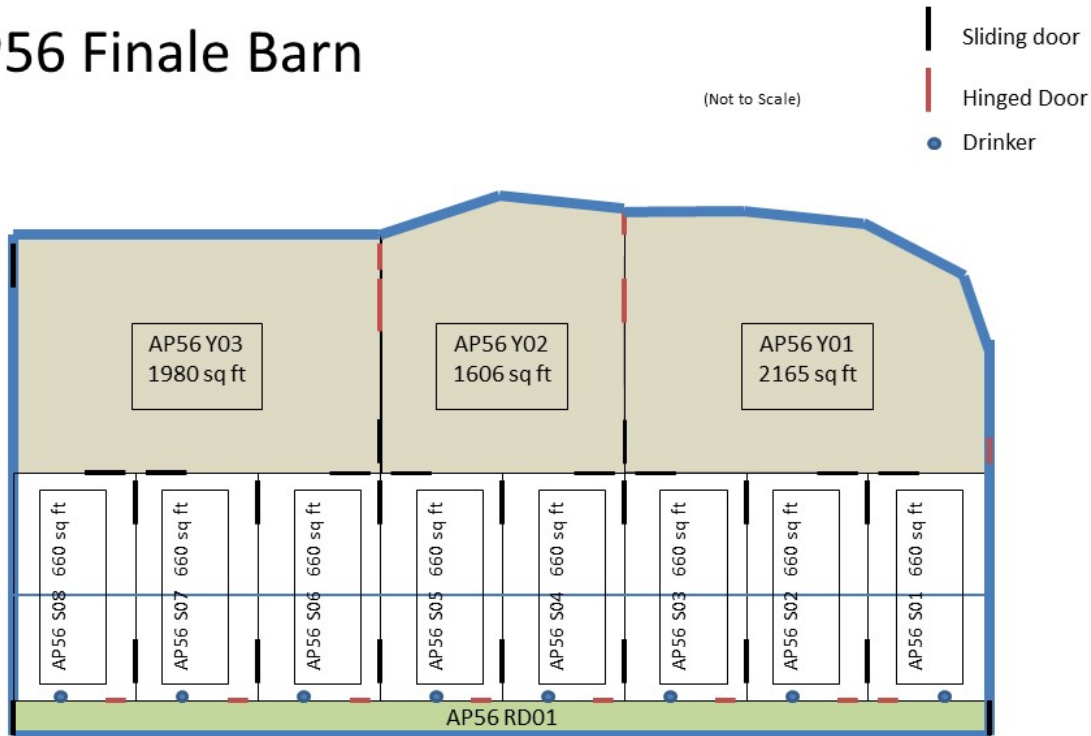 56 Finale Barn
Sliding door
(Not to Scale)
Hinged Door
Drinker
AP56 Y03
1980 sq ft
AP56 Y02
1606 sq ft
AP56 Y01
2165 sq ft
AP56 S08 660 sq ft
AP56 S07 660 sq ft
AP56 S06 660 sq ft
AP56 S05 660 sq ft
AP56 S04 660 sq ft
AP56 S03 660 sq ft
AP56 S02 660 sq ft
AP56 S01 660 sq ft
AP56 RD01